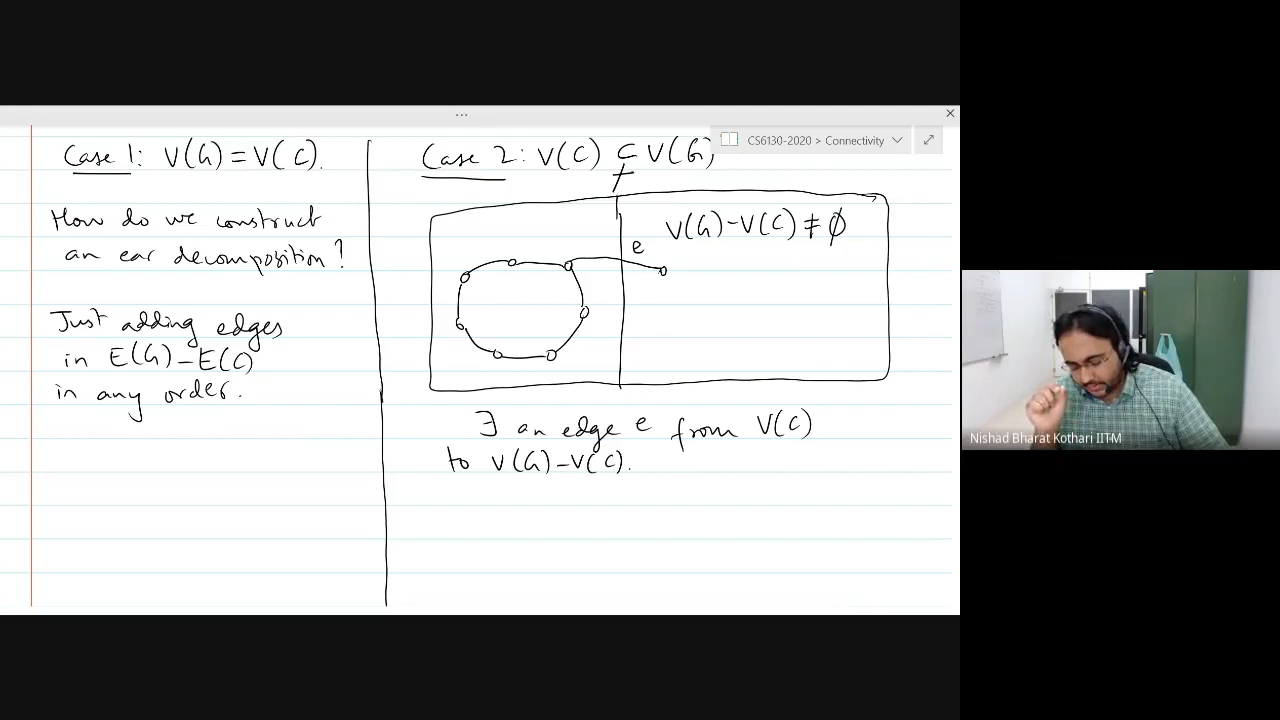 CS6130-2020 > Connectivity
Case 1: V(G) = V(C).
How do we construct
an ear decomposition?
Just adding edges
in E(G) - E(C)
in any order.
Case 2: V(C) ⊊ V(G)
V(G) - V(C) ≠ ∅
e
∃ an edge e from V(C)
to V(G) - V(C).
Nishad Bharat Kothari IITM